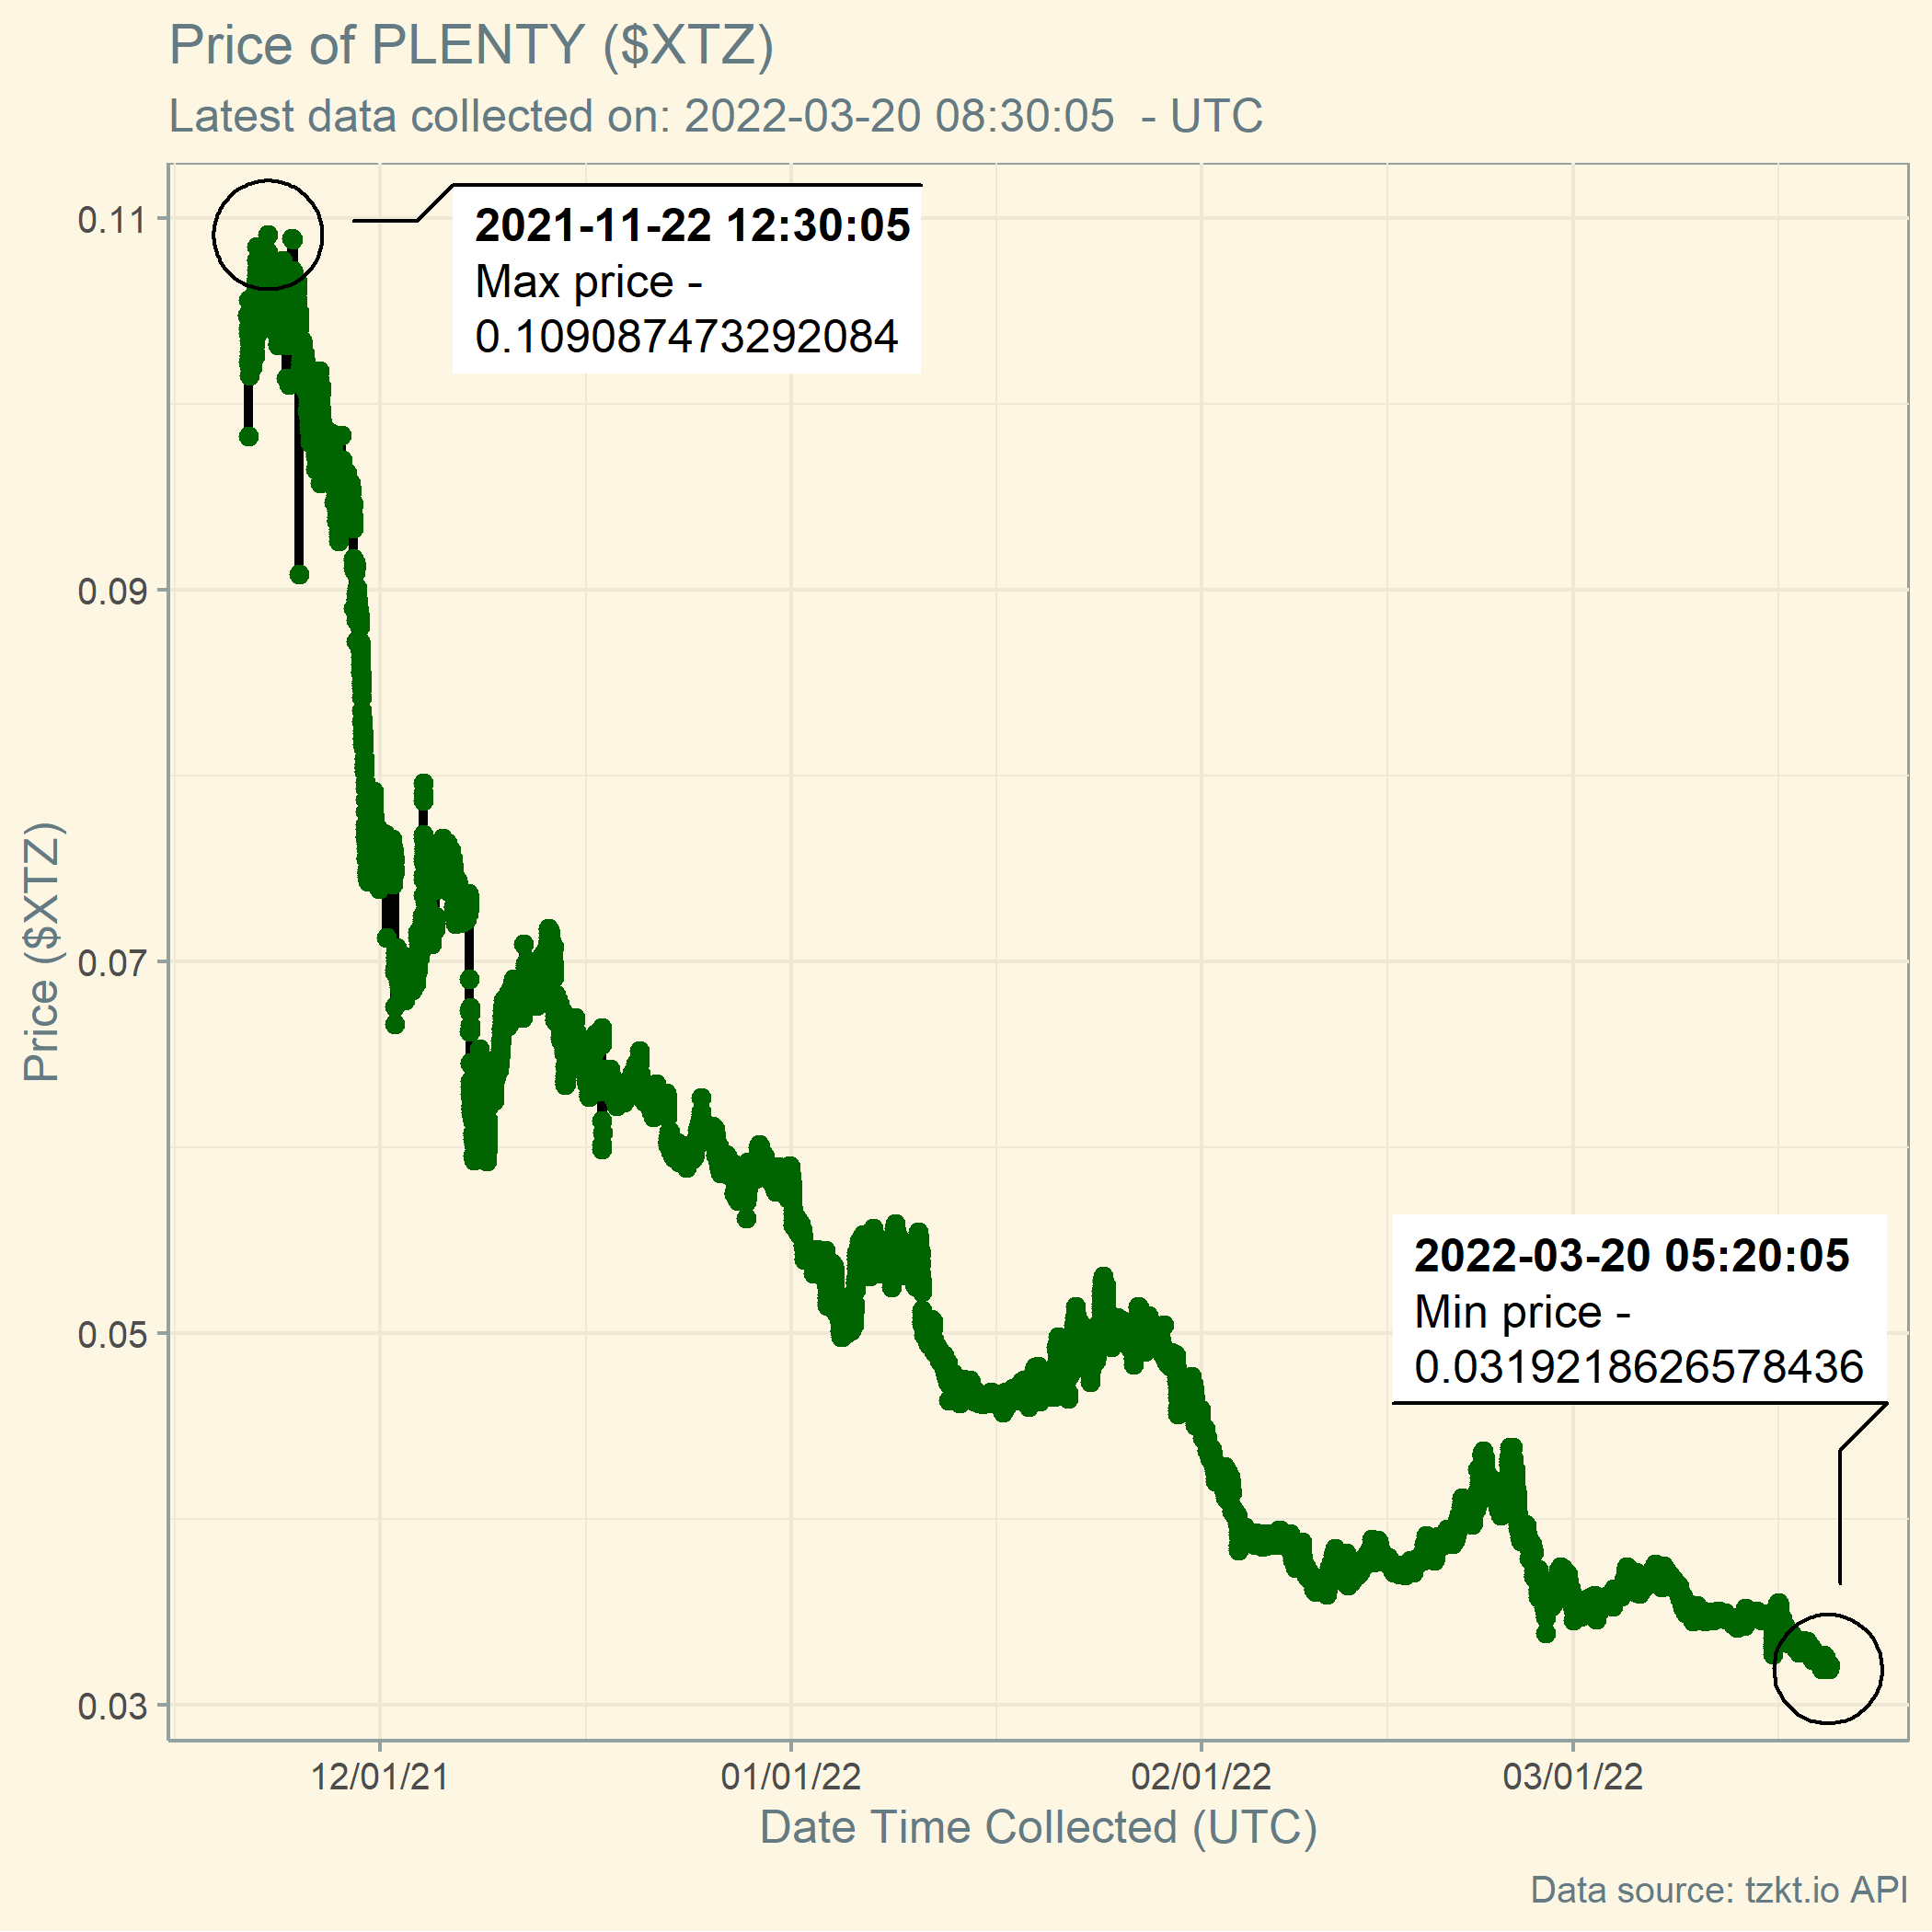 Price of PLENTY ($XTZ)
Latest data collected on: 2022-03-20 08:30:05  - UTC
2021-11-22 12:30:05
Max price -
0.109087473292084
0.11
0.09
0.07
0.05
0.03
Price ($XTZ)
2022-03-20 05:20:05
Min price -
0.0319218626578436
12/01/21
01/01/22
02/01/22
03/01/22
Date Time Collected (UTC)
Data source: tzkt.io API